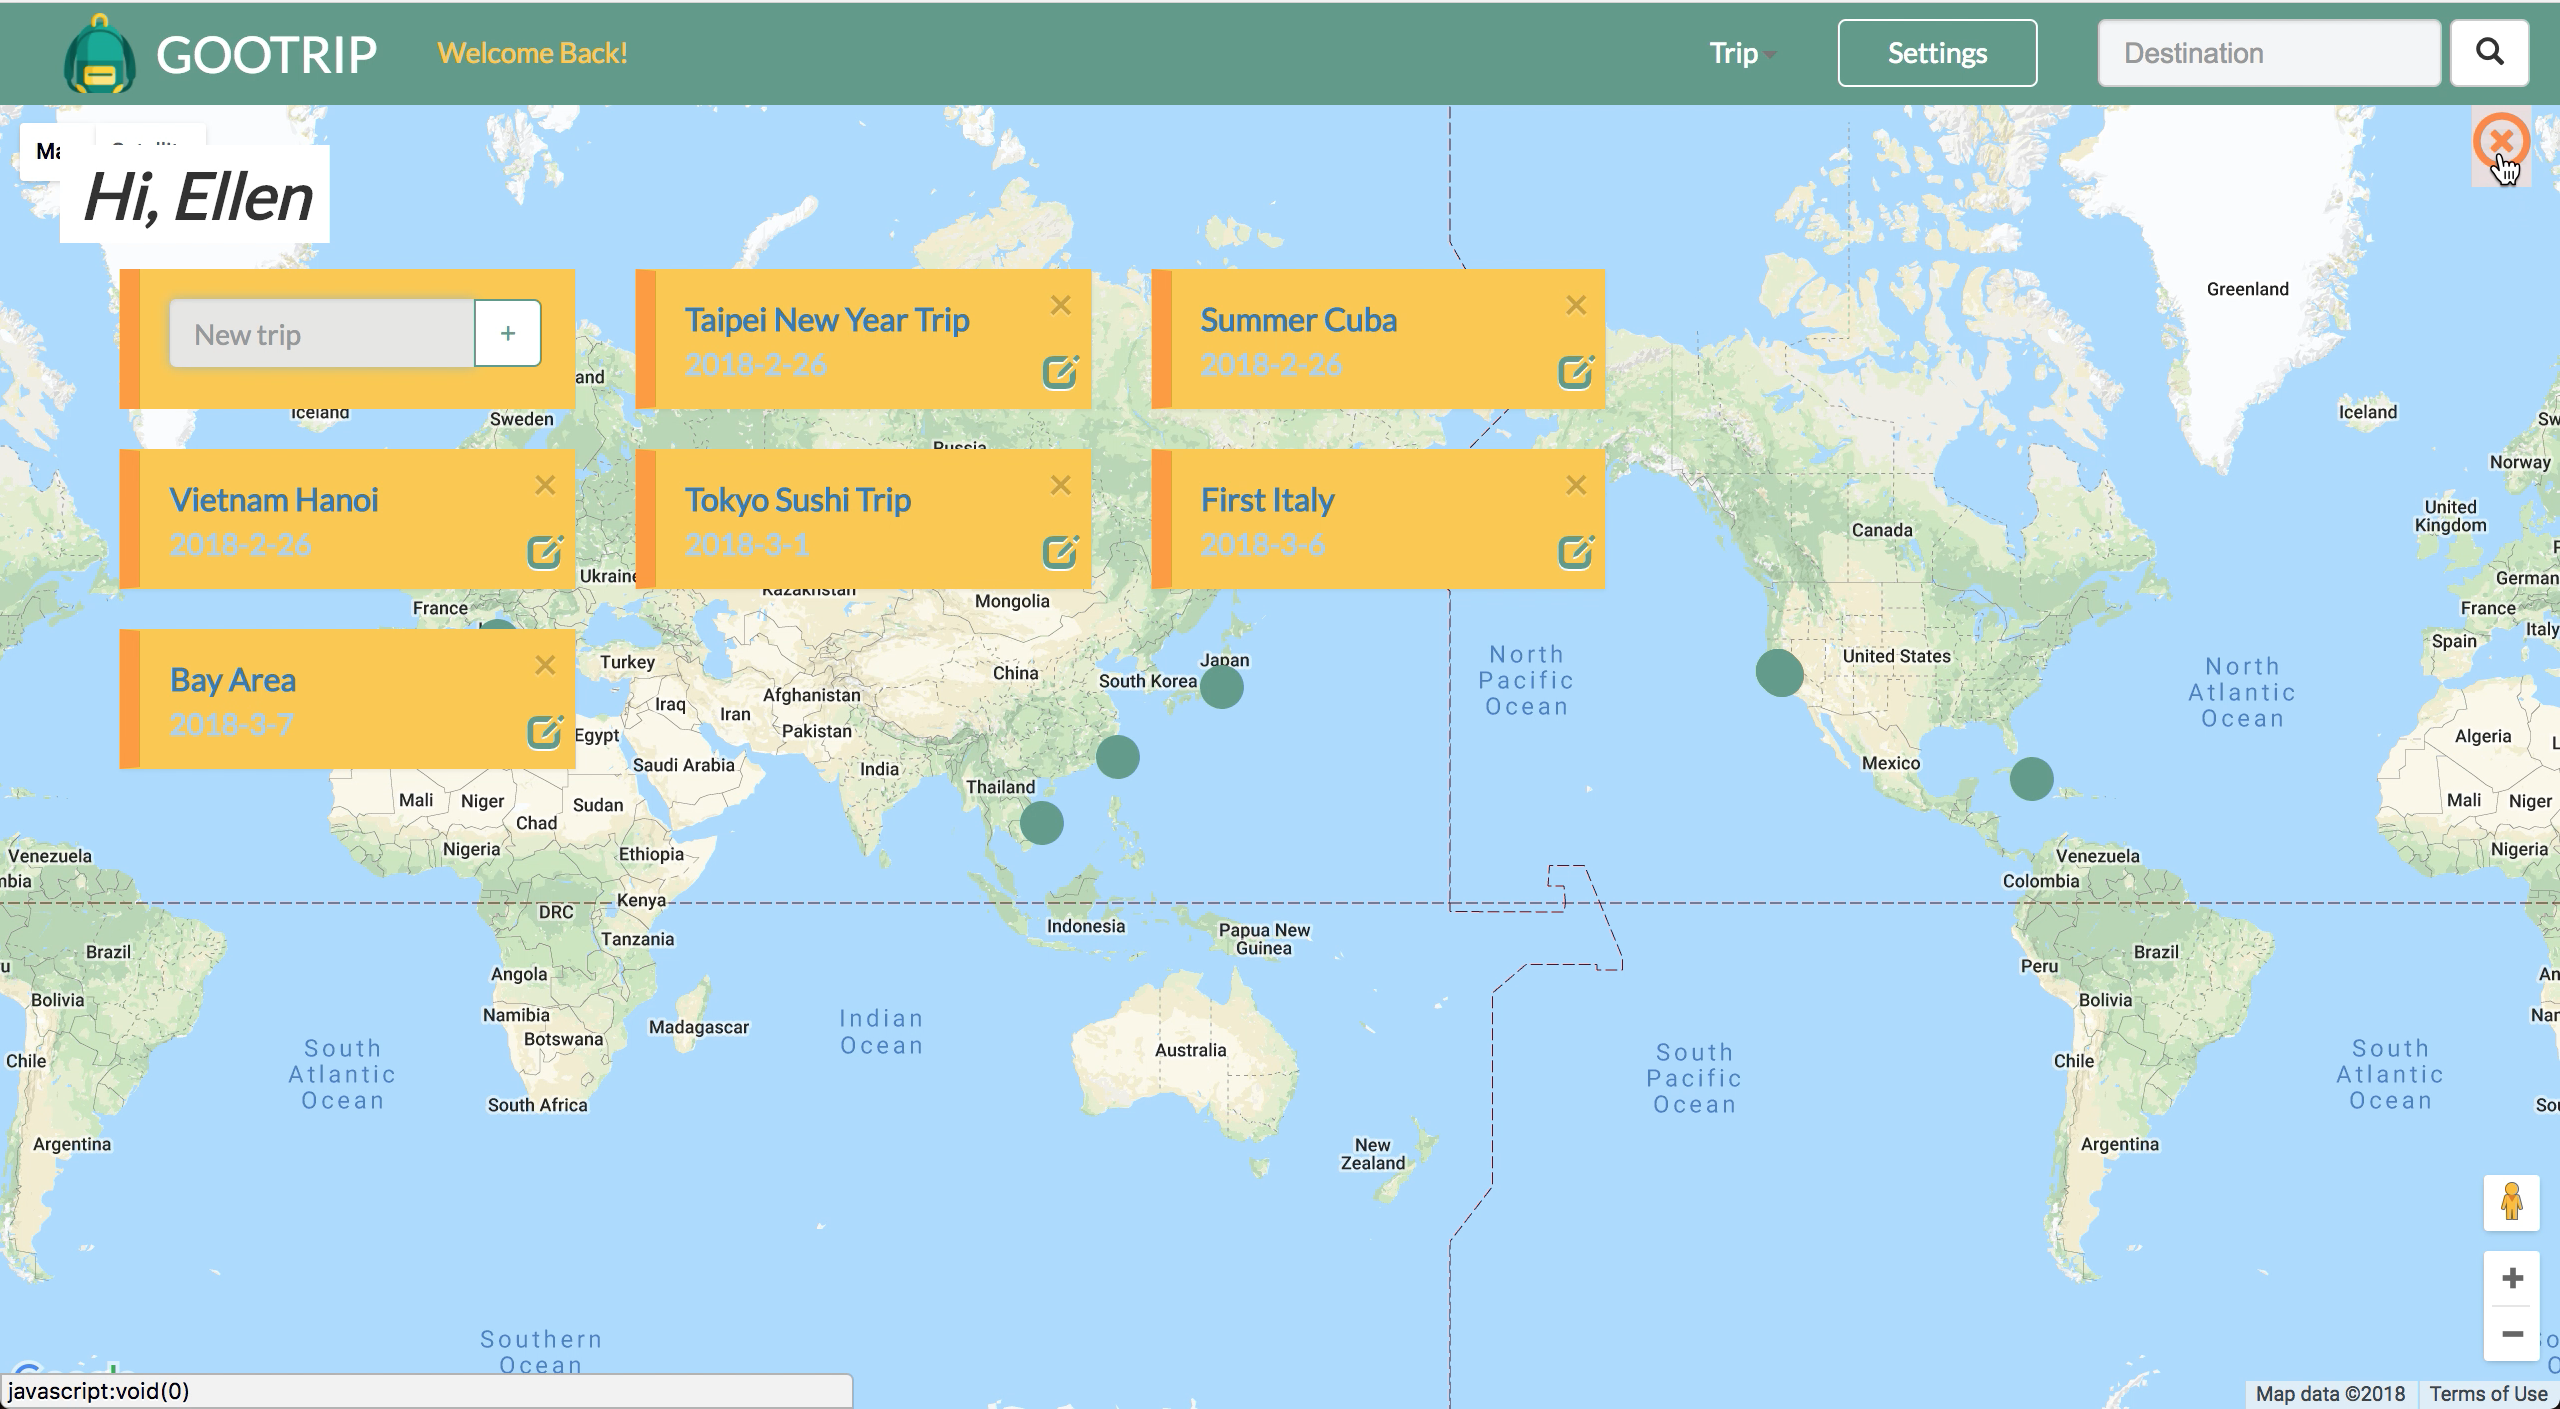 GOOTRIP
Welcome Back!
Trip
Settings
Destination
Hi, Ellen
New trip
+
Taipei New Year Trip
2018-2-26
Summer Cuba
2018-2-26
Vietnam Hanoi
2018-2-26
Tokyo Sushi Trip
2018-3-1
First Italy
2018-3-6
Bay Area
2018-3-7
Greenland
Iceland
Sweden
Russia
Iceland
Norway
Canada
United
Kingdom
Ukraine
Kazakhstan
Mongolia
France
France
Turkey
Japan
North
Pacific
Ocean
United States
Spain
Italy
China
South Korea
Afghanistan
Iraq
Iran
Pakistan
North
Atlantic
Ocean
Egypt
Algeria
Saudi Arabia
India
Mexico
Thailand
Mali
Niger
Sudan
Mali
Niger
Chad
Nigeria
Ethiopia
Nigeria
Venezuela
Venezuela
Colombia
Kenya
DRC
Indonesia
Papua New
Guinea
Tanzania
Brazil
Brazil
Peru
Angola
Bolivia
Bolivia
Namibia
Botswana
Madagascar
Indian
Ocean
Australia
South
Atlantic
Ocean
South
Pacific
Ocean
South
Atlantic
Ocean
Chile
Chile
South Africa
Argentina
Argentina
New
Zealand
Southern
Ocean
javascript:void(0)
Map data ©2018
Terms of Use